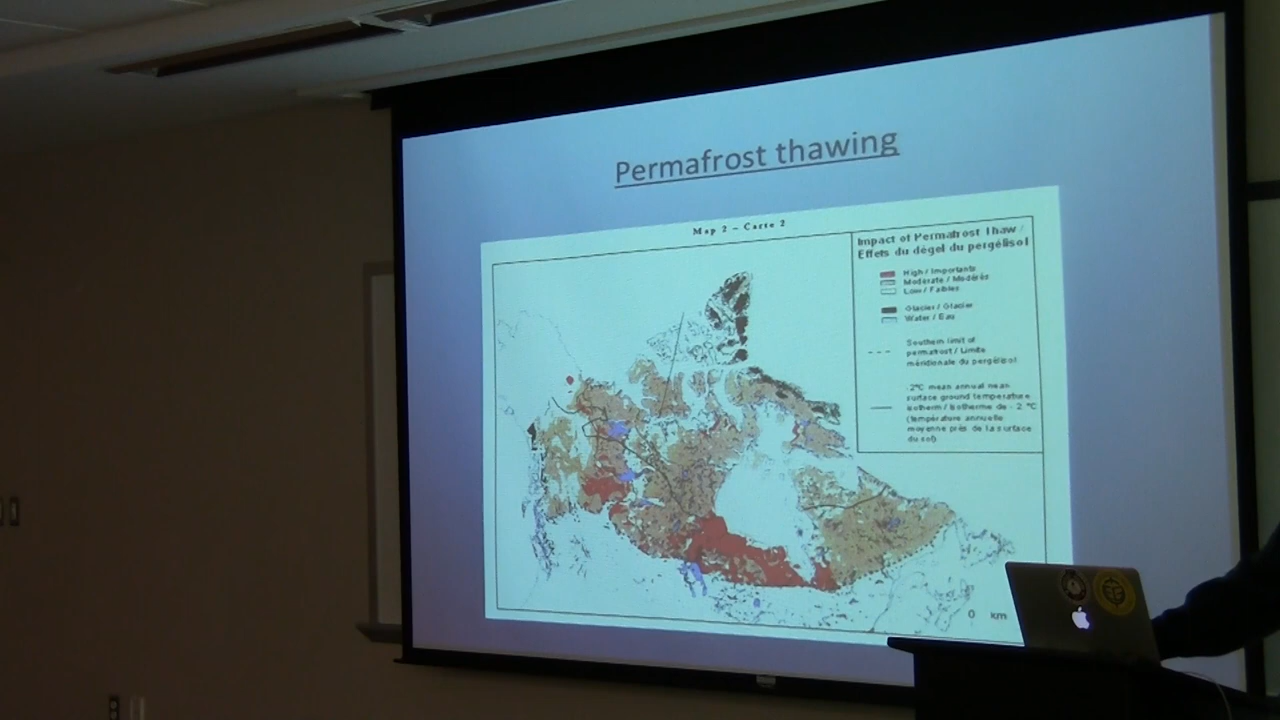 Permafrost thawing
Map 2 – Carte 2
Impact of Permafrost Thaw /
Effets du dégel du pergélisol
High / Importants
Moderate / Modérés
Low / Faibles
Glacier / Glacier
Water / Eau
Southern limit of
permafrost / Limite
méridionale du pergélisol
-2°C mean annual near
surface ground temperature
isotherm / Isotherme de - 2 °C
(température annuelle
moyenne près de la surface
du sol)
0 km